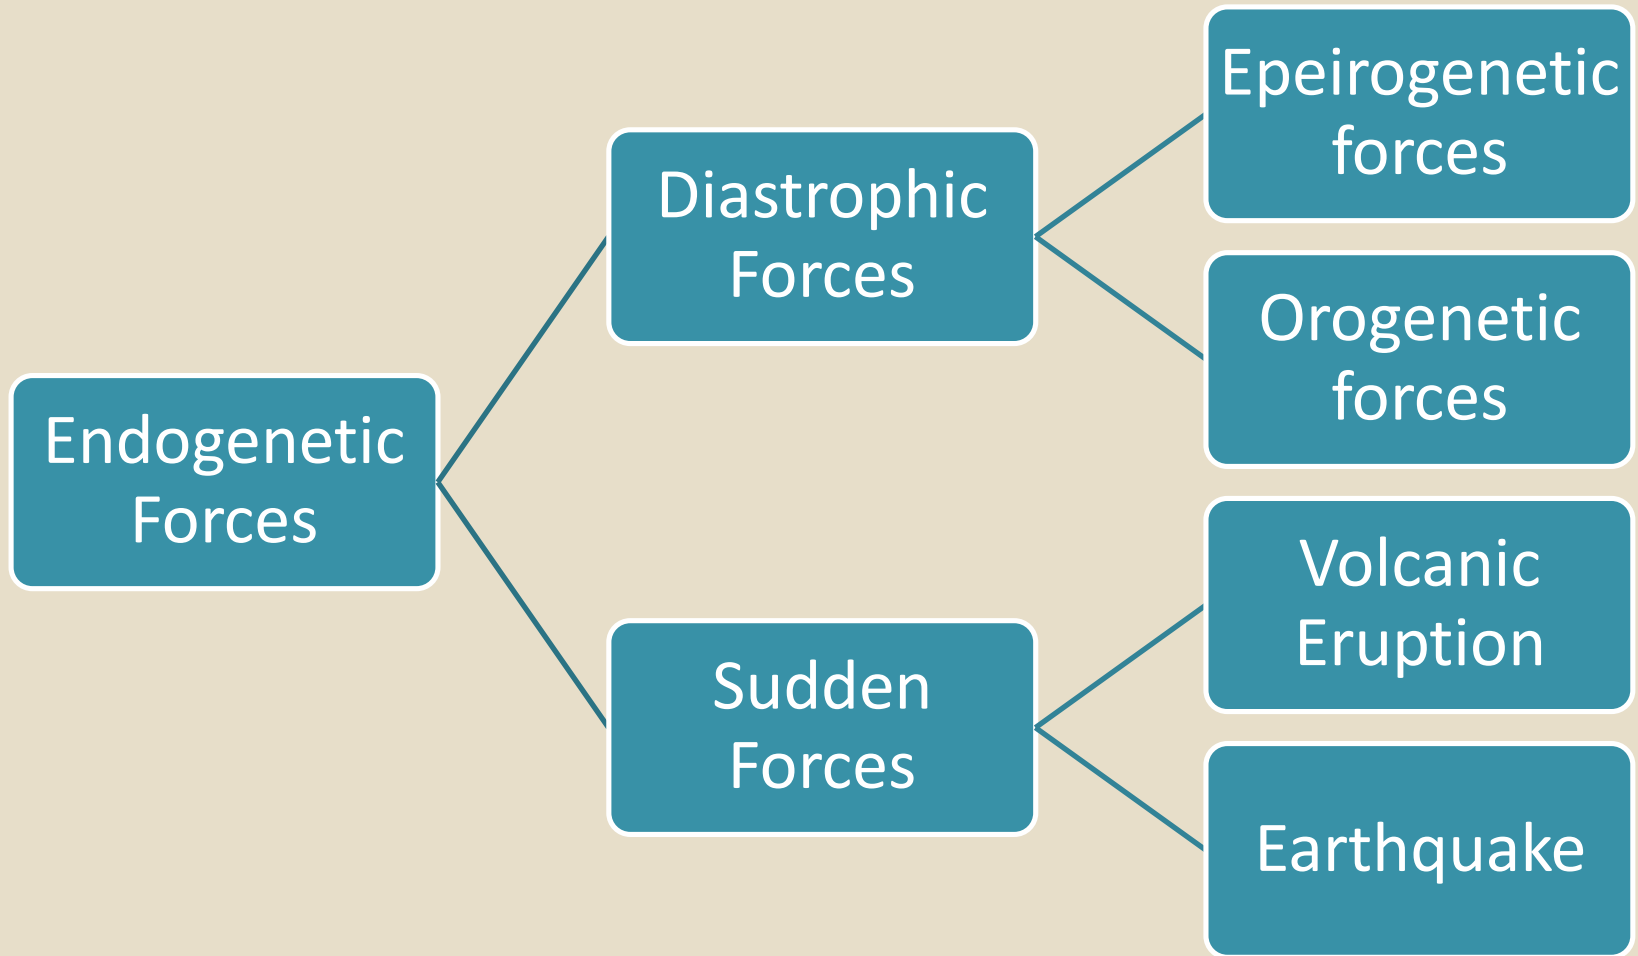 Endogenetic
Forces
Diastrophic
Forces
Epeirogenetic
forces
Orogenetic
forces
Sudden
Forces
Volcanic
Eruption
Earthquake